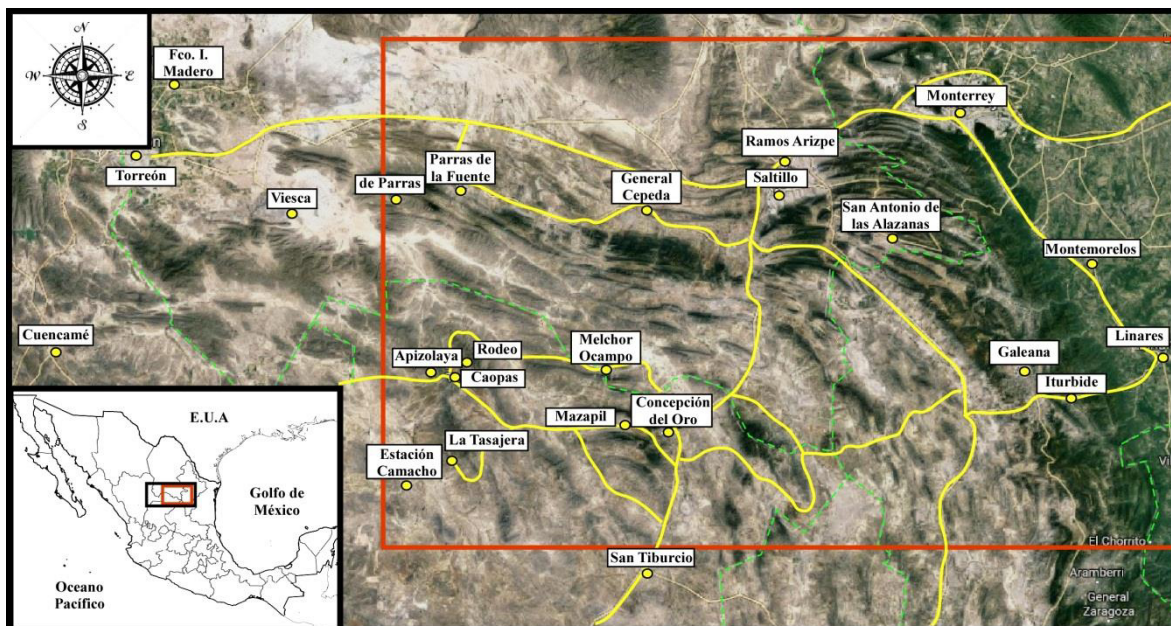 N
W
E
S
Fco. I.
Madero
Torreón
Viesca
de Parras
Parras de
la Fuente
General
Cepeda
Ramos Arizpe
Saltillo
Monterrey
San Antonio de
las Alazanas
Montemorelos
Cuencamé
Apizolaya
Rodeo
Caopas
Melchor
Ocampo
Galeana
Linares
Iturbide
Mazapil
Concepción
del Oro
La Tasajera
Estación
Camacho
San Tiburcio
El Chorrito
Aramberri
General
Zaragoza
E.U.A
Golfo de
México
Oceano
Pacífico